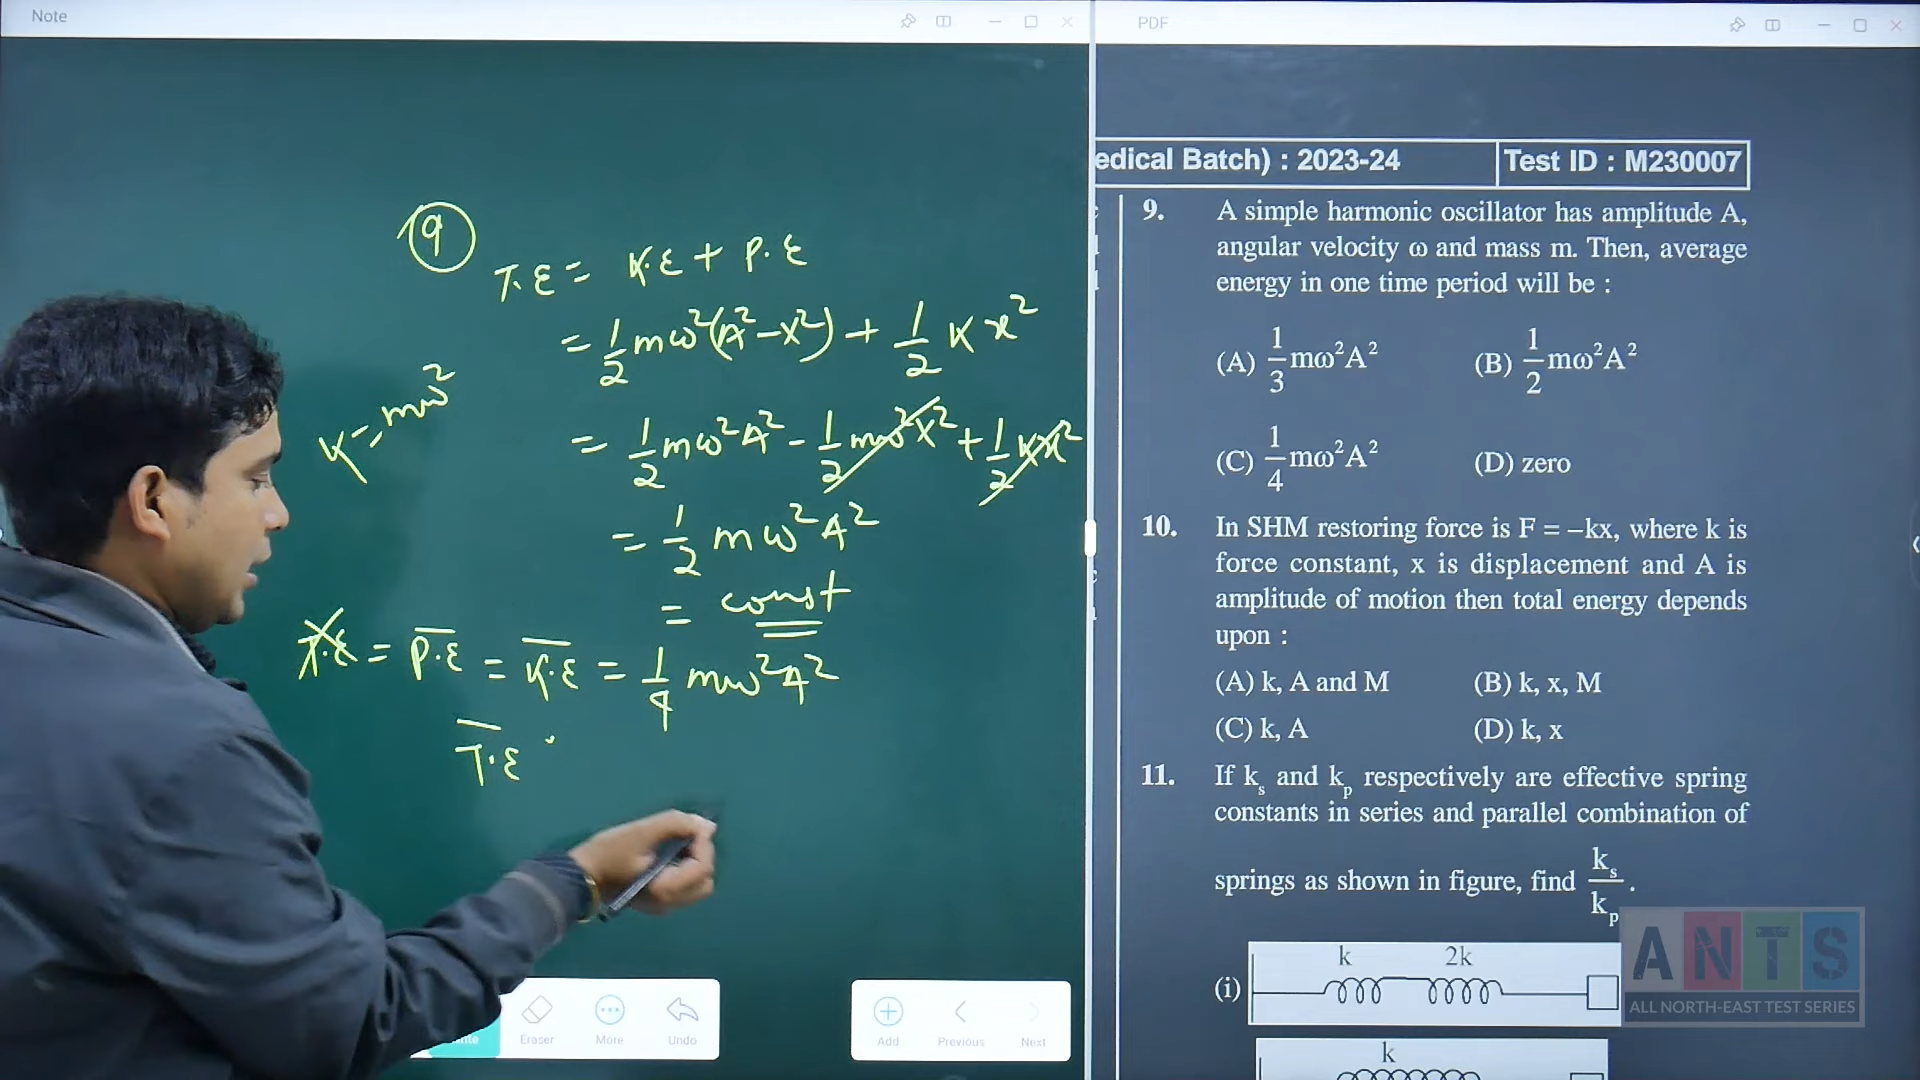 Note
PDF
9
T.E = K.E + P.E
= 1/2 mω²(A²-x²) + 1/2 K x²
K = mω²
= 1/2 mω²A² - 1/2 mω²x² + 1/2 Kx²
= 1/2 mω²A²
= const
T.E = P.E = K.E = 1/4 mω²A²
T.E
Eraser
More
Undo
Add
Previous
Next
edical Batch) : 2023-24
Test ID : M230007
9. A simple harmonic oscillator has amplitude A,
angular velocity ω and mass m. Then, average
energy in one time period will be :
(A) 1/3 mω²A² (B) 1/2 mω²A²
(C) 1/4 mω²A² (D) zero
10. In SHM restoring force is F = –kx, where k is
force constant, x is displacement and A is
amplitude of motion then total energy depends
upon :
(A) k, A and M (B) k, x, M
(C) k, A (D) k, x
11. If kₛ and kₚ respectively are effective spring
constants in series and parallel combination of
springs as shown in figure, find kₛ/kₚ.
(i) k 2k
k
ANTS
ALL NORTH-EAST TEST SERIES